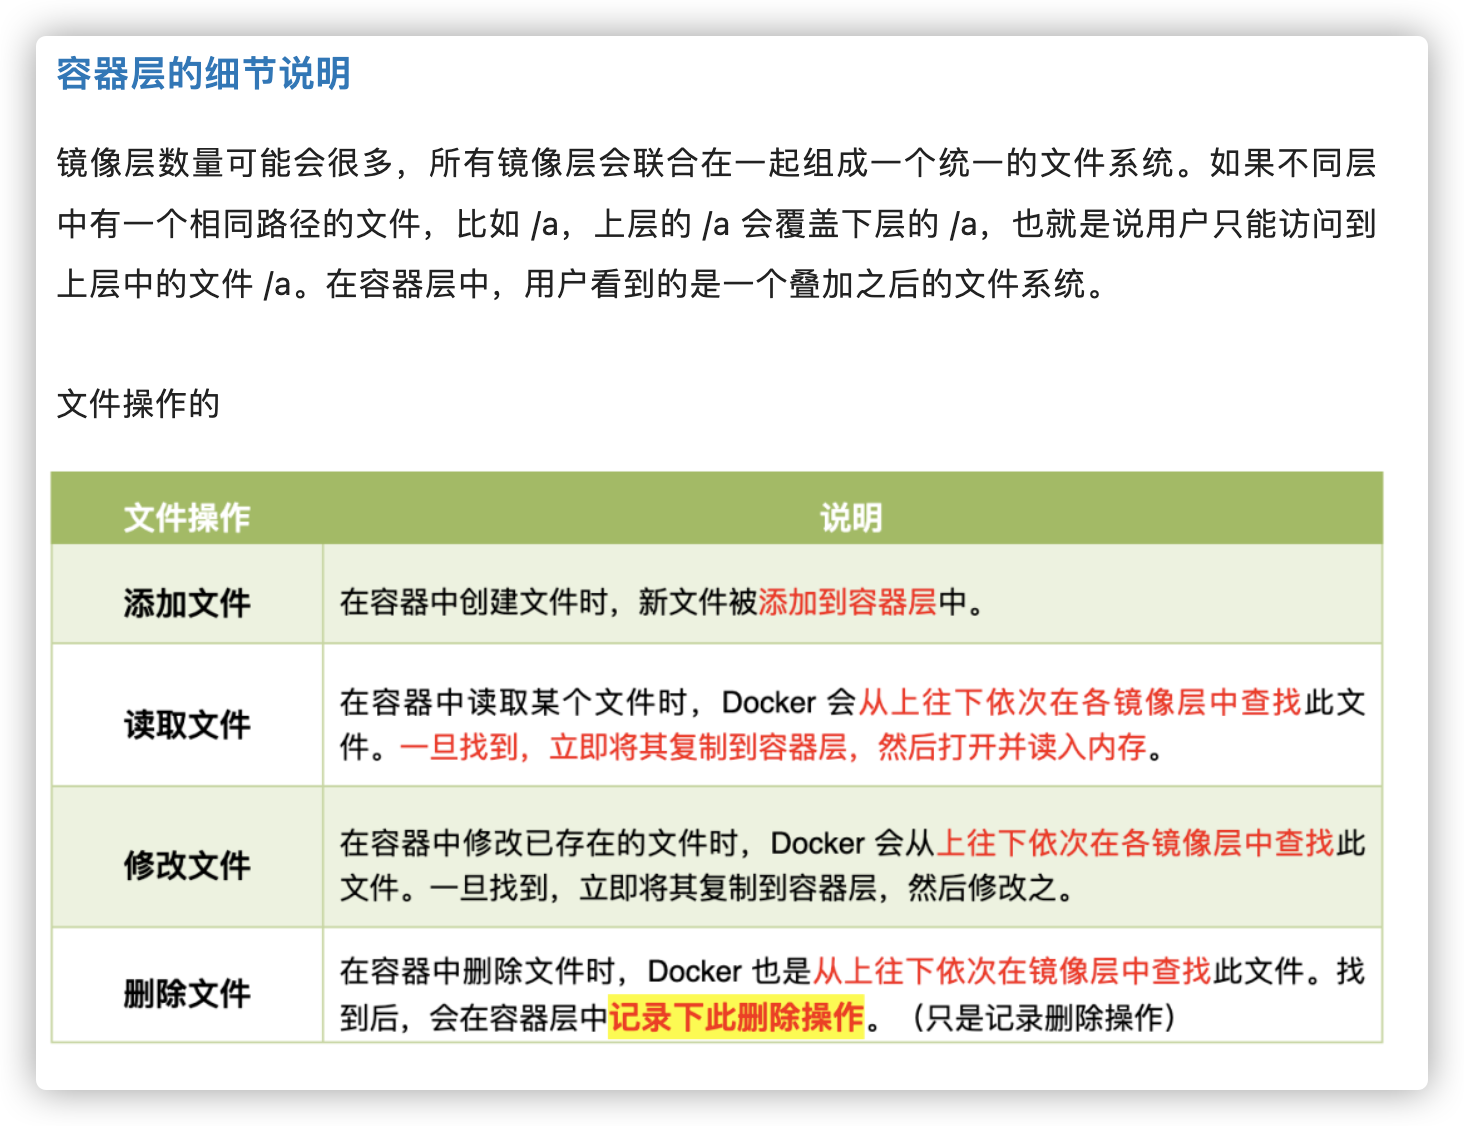 容器层的细节说明
镜像层数量可能会很多，所有镜像层会联合在一起组成一个统一的文件系统。如果不同层
中有一个相同路径的文件，比如 /a，上层的 /a 会覆盖下层的 /a，也就是说用户只能访问到
上层中的文件 /a。在容器层中，用户看到的是一个叠加之后的文件系统。
文件操作的
文件操作 说明
添加文件 在容器中创建文件时，新文件被添加到容器层中。
读取文件
在容器中读取某个文件时，Docker 会从上往下依次在各镜像层中查找此文
件。一旦找到，立即将其复制到容器层，然后打开并读入内存。
修改文件
在容器中修改已存在的文件时，Docker 会从上往下依次在各镜像层中查找此
文件。一旦找到，立即将其复制到容器层，然后修改之。
删除文件
在容器中删除文件时，Docker 也是从上往下依次在镜像层中查找此文件。找
到后，会在容器层中记录下此删除操作。（只是记录删除操作）